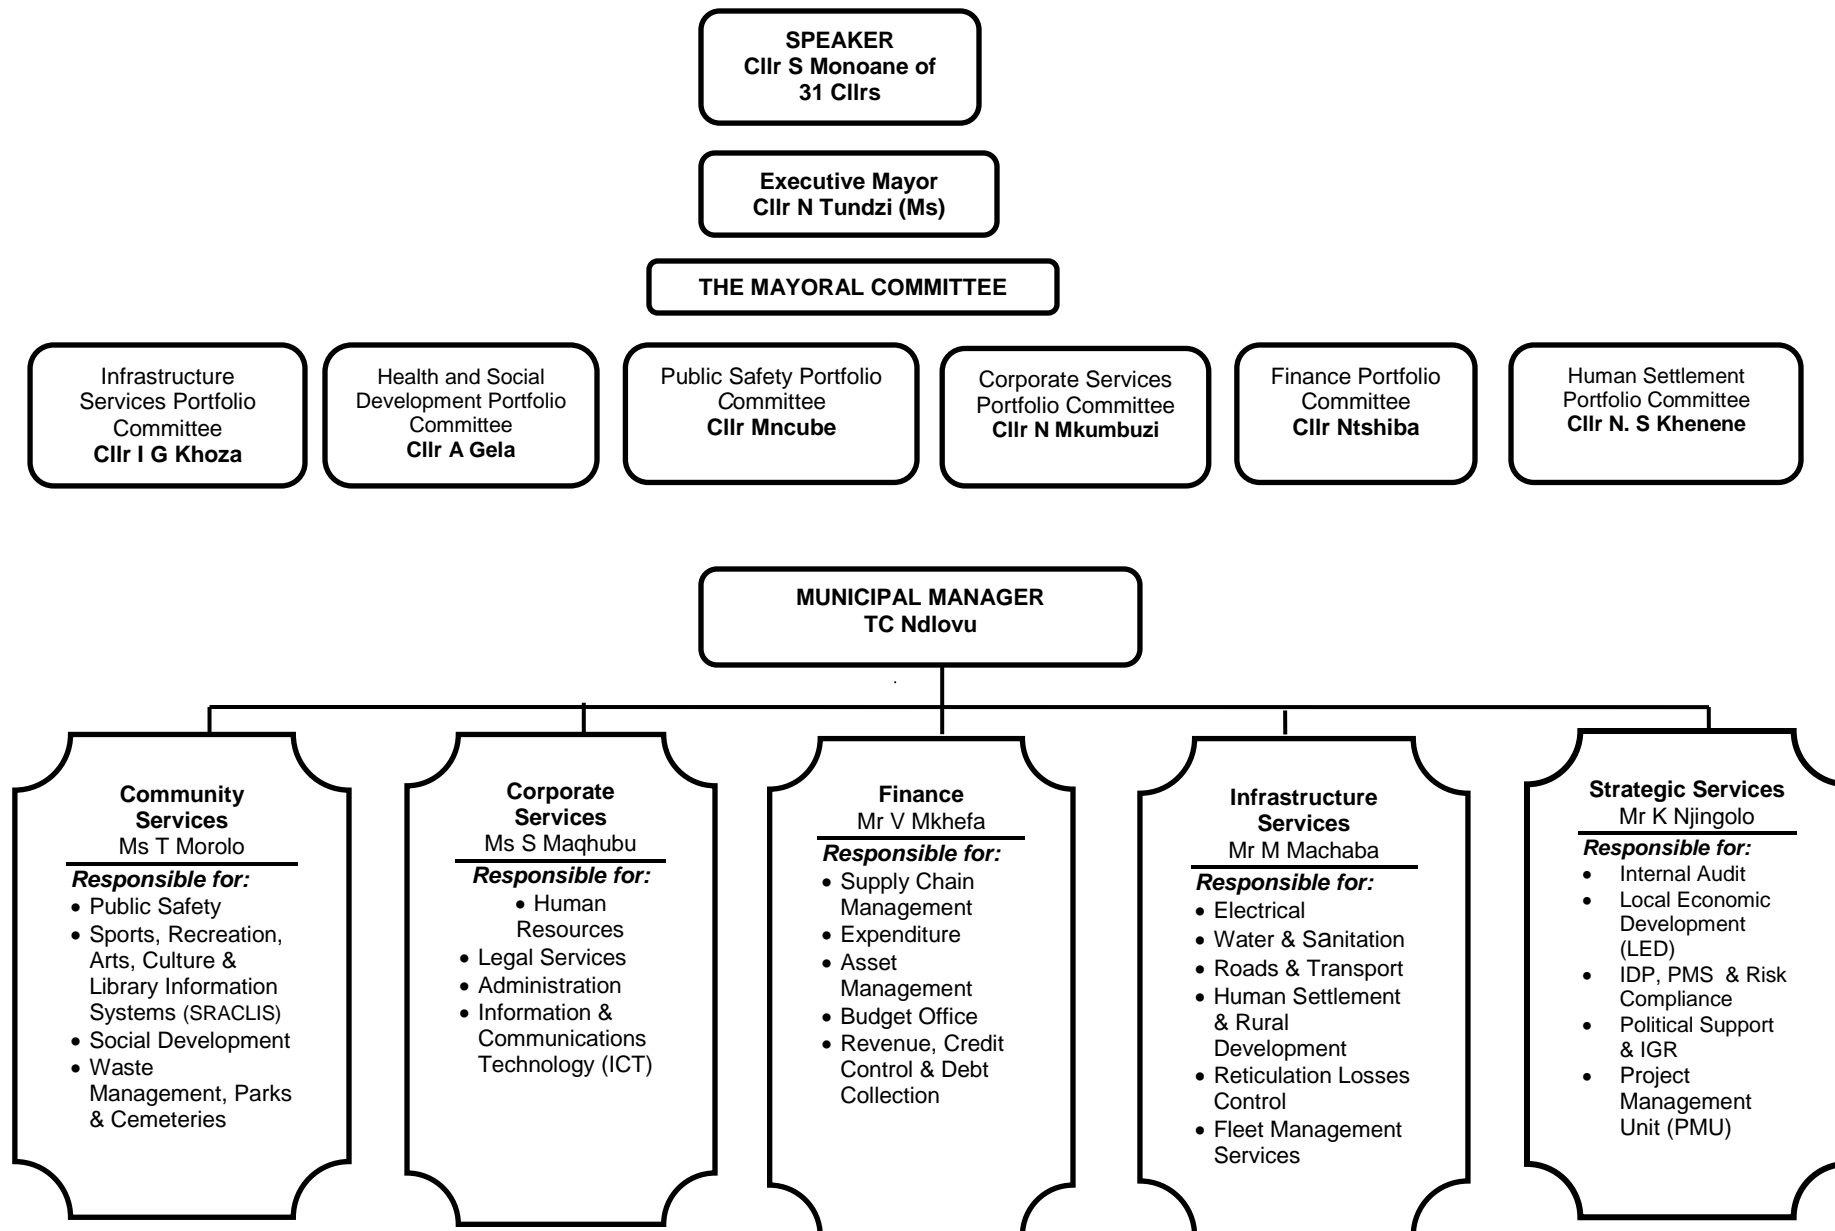 SPEAKER
Cllr S Monoane of
31 Cllrs
Executive Mayor
Cllr N Tundzi (Ms)
THE MAYORAL COMMITTEE
Infrastructure
Services Portfolio
Committee
Cllr I G Khoza
Health and Social
Development Portfolio
Committee
Cllr A Gela
Public Safety Portfolio
Committee
Cllr Mncube
Corporate Services
Portfolio Committee
Cllr N Mkumbuzi
Finance Portfolio
Committee
Cllr Ntshiba
Human Settlement
Portfolio Committee
Cllr N. S Khenene
MUNICIPAL MANAGER
TC Ndlovu
Community
Services
Ms T Morolo
Responsible for:
• Public Safety
• Sports, Recreation,
Arts, Culture &
Library Information
Systems (SRACLIS)
• Social Development
• Waste
Management, Parks
& Cemeteries
Corporate
Services
Ms S Maqhubu
Responsible for:
• Human
Resources
• Legal Services
• Administration
• Information &
Communications
Technology (ICT)
Finance
Mr V Mkhefa
Responsible for:
• Supply Chain
Management
• Expenditure
• Asset
Management
• Budget Office
• Revenue, Credit
Control & Debt
Collection
Infrastructure
Services
Mr M Machaba
Responsible for:
• Electrical
• Water & Sanitation
• Roads & Transport
• Human Settlement
& Rural
Development
• Reticulation Losses
Control
• Fleet Management
Services
Strategic Services
Mr K Njingolo
Responsible for:
• Internal Audit
• Local Economic
Development
(LED)
• IDP, PMS & Risk
Compliance
• Political Support
& IGR
• Project
Management
Unit (PMU)